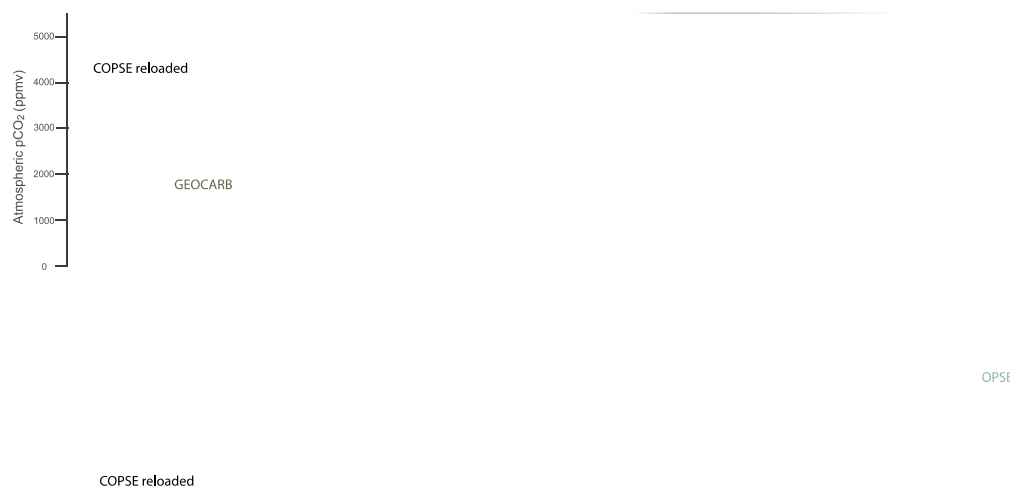 5000
COPSE reloaded
4000
3000
2000
GEOCARB
1000
0
Atmospheric pCO2 (ppmv)
OPSE
COPSE reloaded